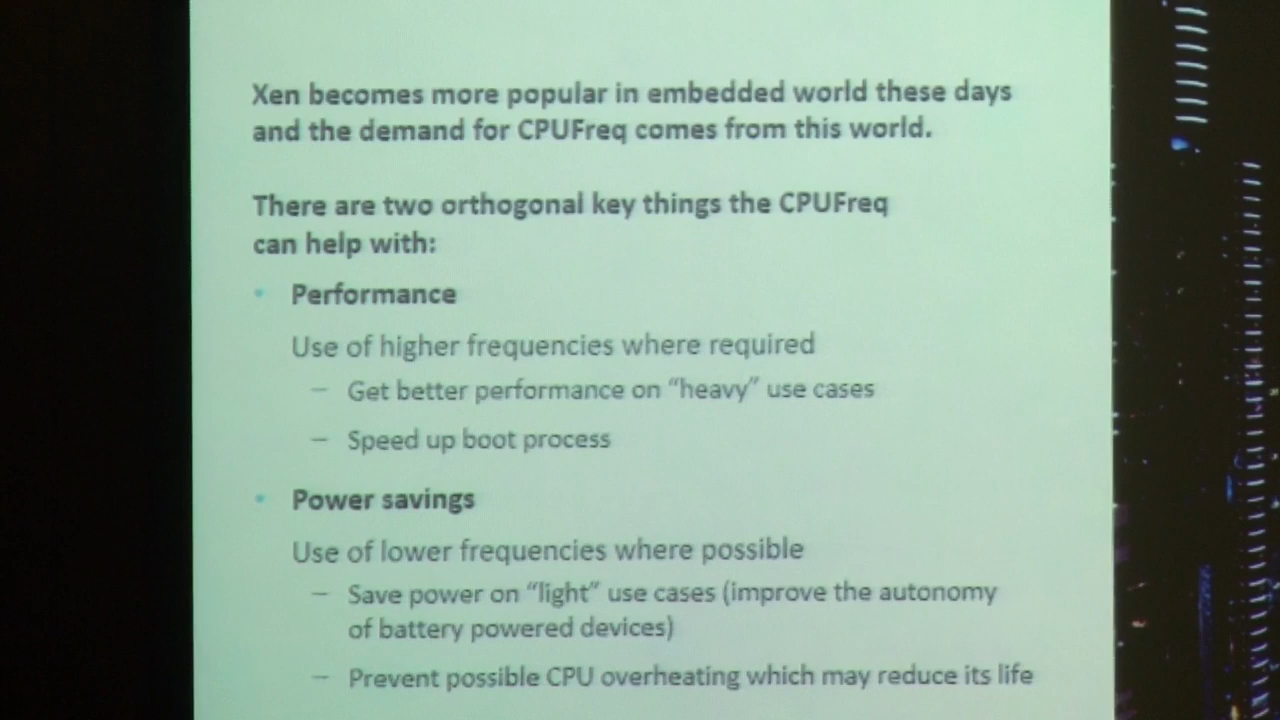 Xen becomes more popular in embedded world these days
and the demand for CPUFreq comes from this world.
There are two orthogonal key things the CPUFreq
can help with:
• Performance
Use of higher frequencies where required
– Get better performance on “heavy” use cases
– Speed up boot process
• Power savings
Use of lower frequencies where possible
– Save power on “light” use cases (improve the autonomy
of battery powered devices)
– Prevent possible CPU overheating which may reduce its life